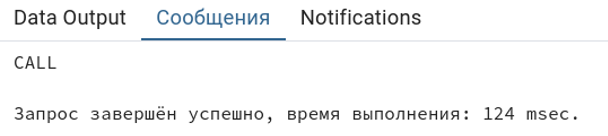 Data Output Сообщения Notifications
CALL
Запрос завершён успешно, время выполнения: 124 msec.